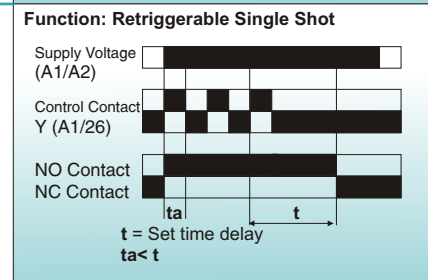 Function: Retriggerable Single Shot
Supply Voltage
(A1/A2)
Control Contact
Y (A1/26)
NO Contact
NC Contact
ta
t
t = Set time delay
ta< t